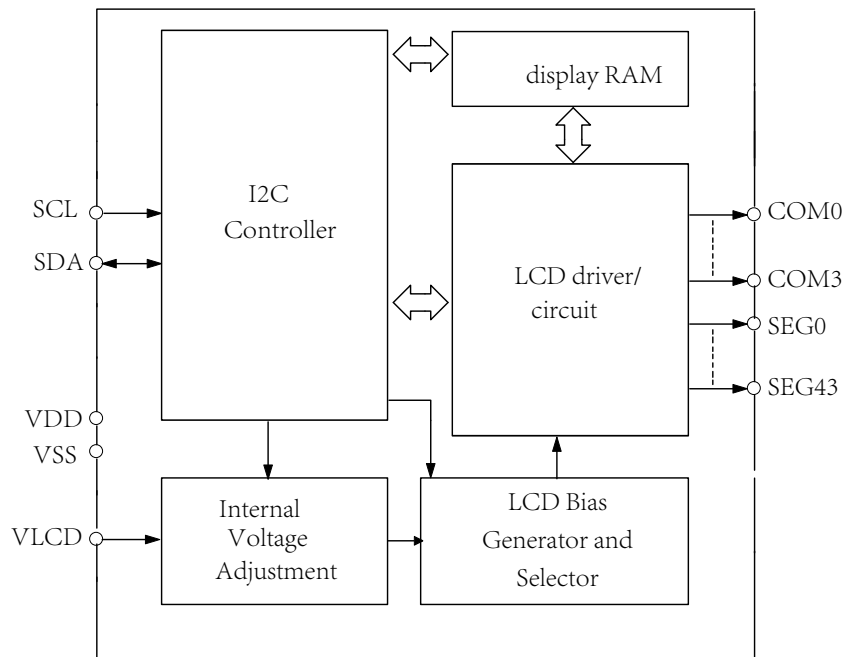 display RAM
I2C
Controller
SCL
SDA
COM0
COM3
LCD driver/
circuit
SEG0
SEG43
VDD
VSS
VLCD
Internal
Voltage
Adjustment
LCD Bias
Generator and
Selector